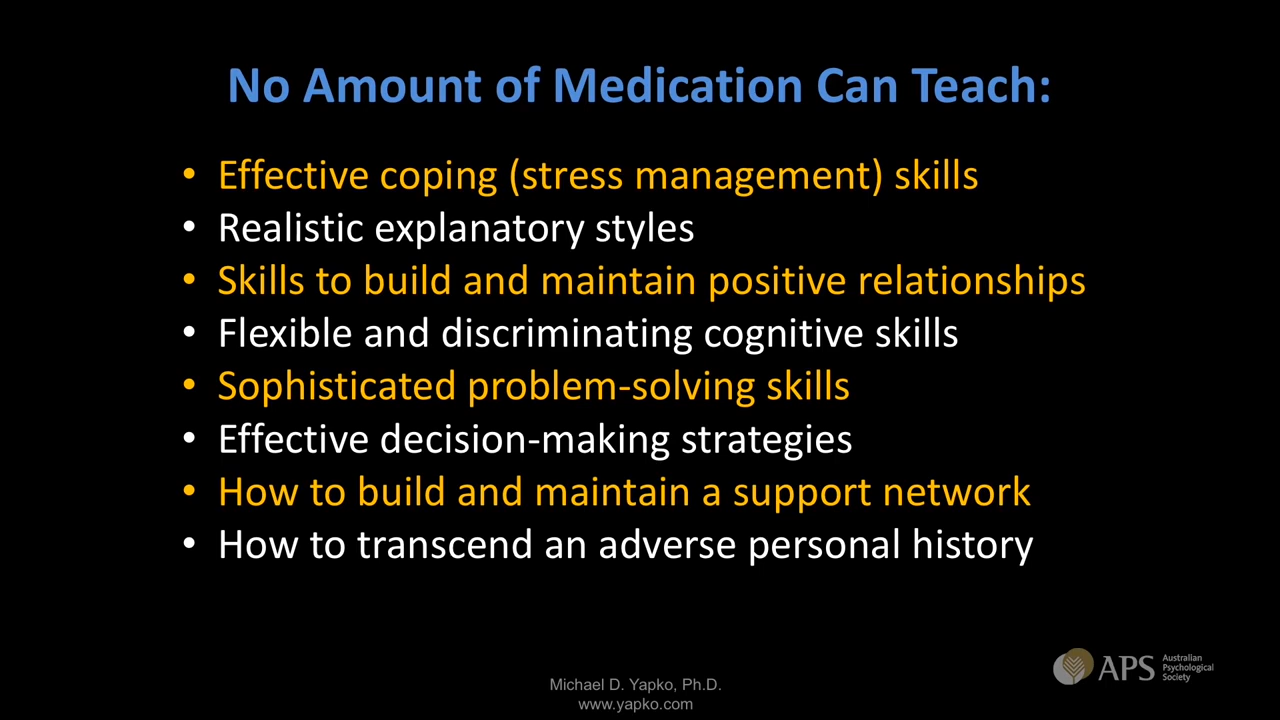 No Amount of Medication Can Teach:
• Effective coping (stress management) skills
• Realistic explanatory styles
• Skills to build and maintain positive relationships
• Flexible and discriminating cognitive skills
• Sophisticated problem-solving skills
• Effective decision-making strategies
• How to build and maintain a support network
• How to transcend an adverse personal history
APS
Australian
Psychological
Society
Michael D. Yapko, Ph.D.
www.yapko.com